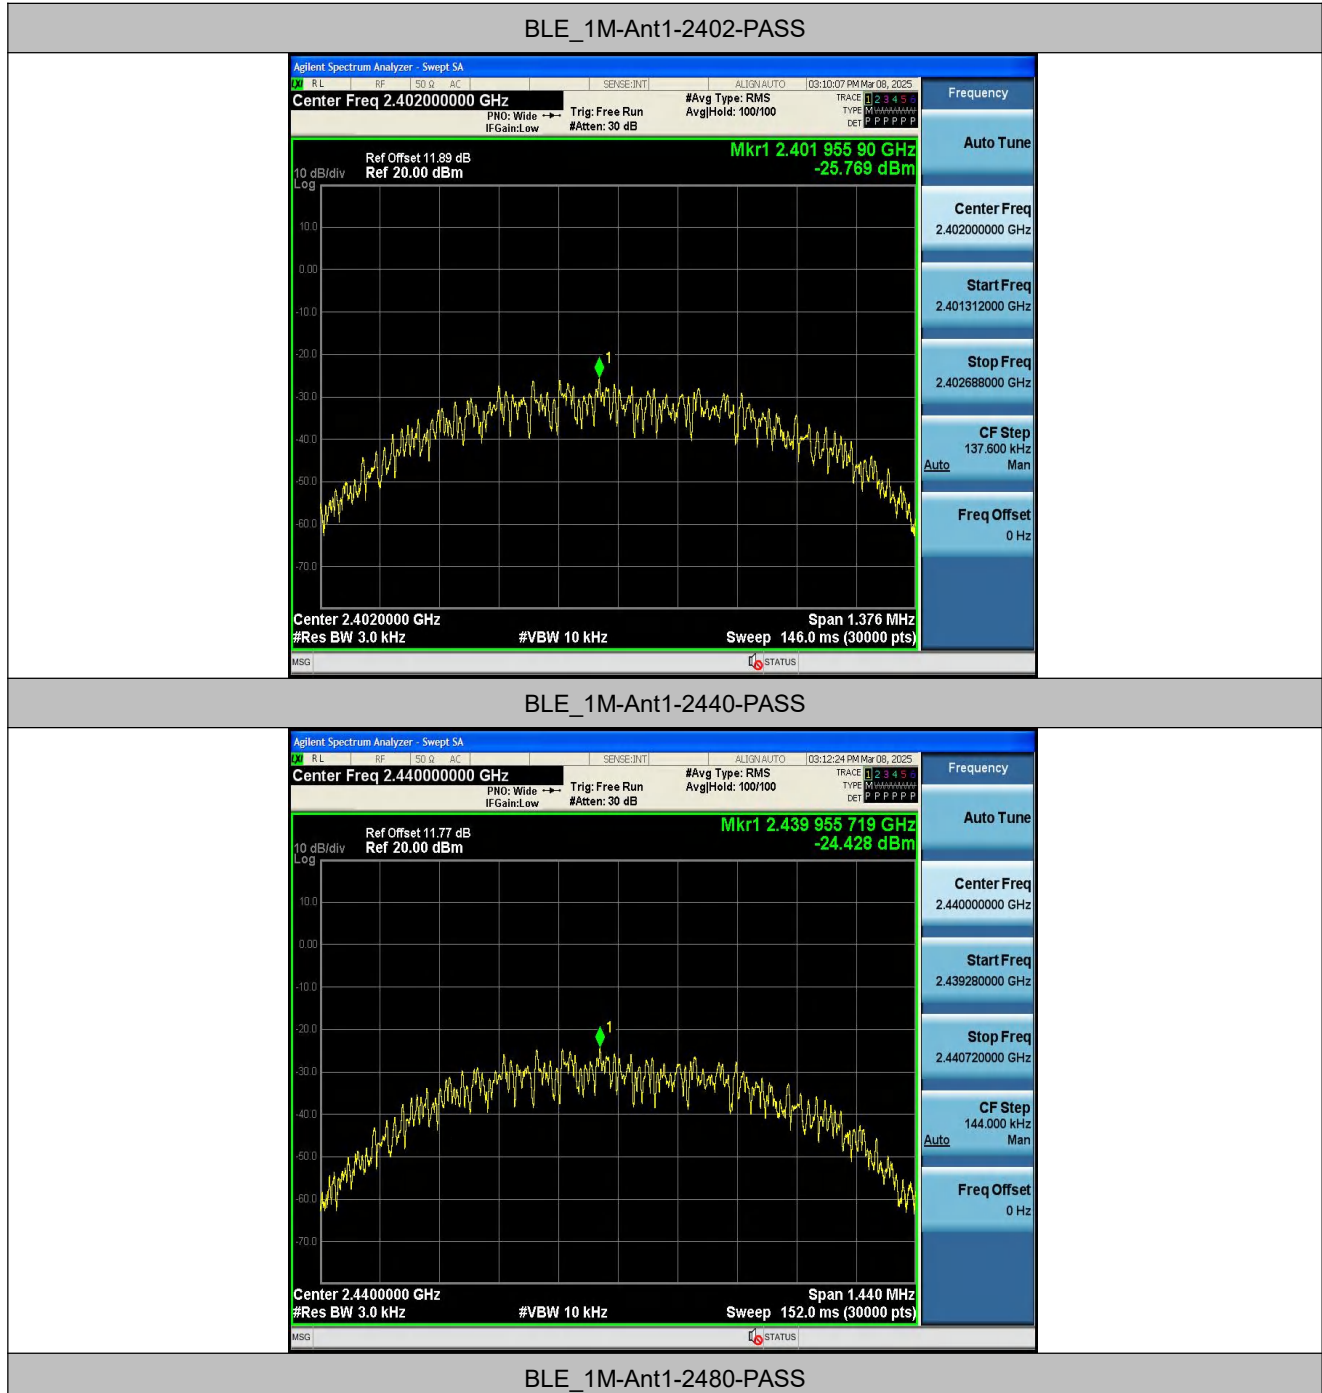 BLE_1M-Ant1-2402-PASS
Agilent Spectrum Analyzer - Swept SA
LXI RL RF 50 Ω AC SENSE:INT ALIGN AUTO 03:10:07 PM Mar 08, 2025
Center Freq 2.402000000 GHz
PNO: Wide
IFGain:Low
Trig: Free Run
#Atten: 30 dB
#Avg Type: RMS
Avg|Hold: 100/100
TRACE 1 2 3 4 5 6
TYPE M
DET P P P P P P
Mkr1 2.401 955 90 GHz
-25.769 dBm
Ref Offset 11.89 dB
10 dB/div Ref 20.00 dBm
Log
10.0
0.00
-10.0
-20.0
-30.0
-40.0
-50.0
-60.0
-70.0
1
Center 2.4020000 GHz Span 1.376 MHz
#Res BW 3.0 kHz #VBW 10 kHz Sweep 146.0 ms (30000 pts)
MSG STATUS
Frequency
Auto Tune
Center Freq
2.402000000 GHz
Start Freq
2.401312000 GHz
Stop Freq
2.402688000 GHz
CF Step
137.600 kHz
Auto Man
Freq Offset
0 Hz
BLE_1M-Ant1-2440-PASS
Agilent Spectrum Analyzer - Swept SA
LXI RL RF 50 Ω AC SENSE:INT ALIGN AUTO 03:12:24 PM Mar 08, 2025
Center Freq 2.440000000 GHz
PNO: Wide
IFGain:Low
Trig: Free Run
#Atten: 30 dB
#Avg Type: RMS
Avg|Hold: 100/100
TRACE 1 2 3 4 5 6
TYPE M
DET P P P P P P
Mkr1 2.439 955 719 GHz
-24.428 dBm
Ref Offset 11.77 dB
10 dB/div Ref 20.00 dBm
Log
10.0
0.00
-10.0
-20.0
-30.0
-40.0
-50.0
-60.0
-70.0
1
Center 2.4400000 GHz Span 1.440 MHz
#Res BW 3.0 kHz #VBW 10 kHz Sweep 152.0 ms (30000 pts)
MSG STATUS
Frequency
Auto Tune
Center Freq
2.440000000 GHz
Start Freq
2.439280000 GHz
Stop Freq
2.440720000 GHz
CF Step
144.000 kHz
Auto Man
Freq Offset
0 Hz
BLE_1M-Ant1-2480-PASS